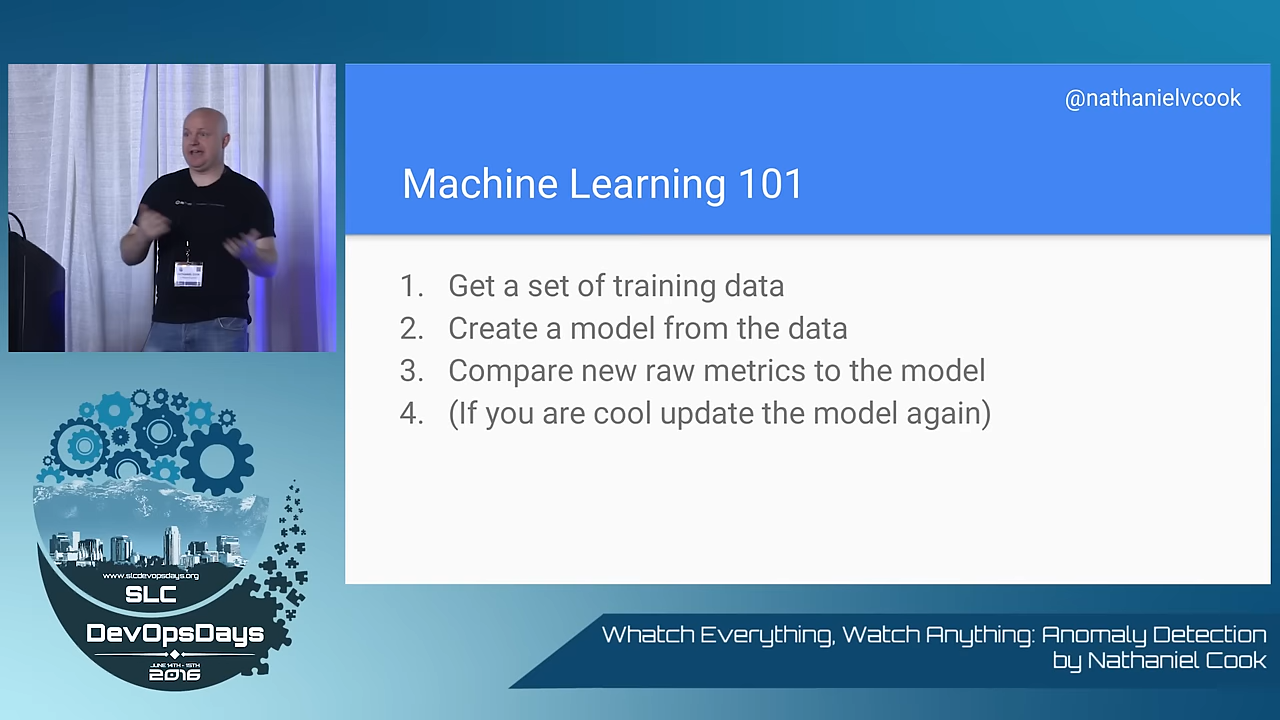 @nathanielvcook
Machine Learning 101
1. Get a set of training data
2. Create a model from the data
3. Compare new raw metrics to the model
4. (If you are cool update the model again)
www.slcdevopsdays.org
SLC
DevOpsDays
JUNE 14TH - 15TH
2016
Whatch Everything, Watch Anything: Anomaly Detection
by Nathaniel Cook